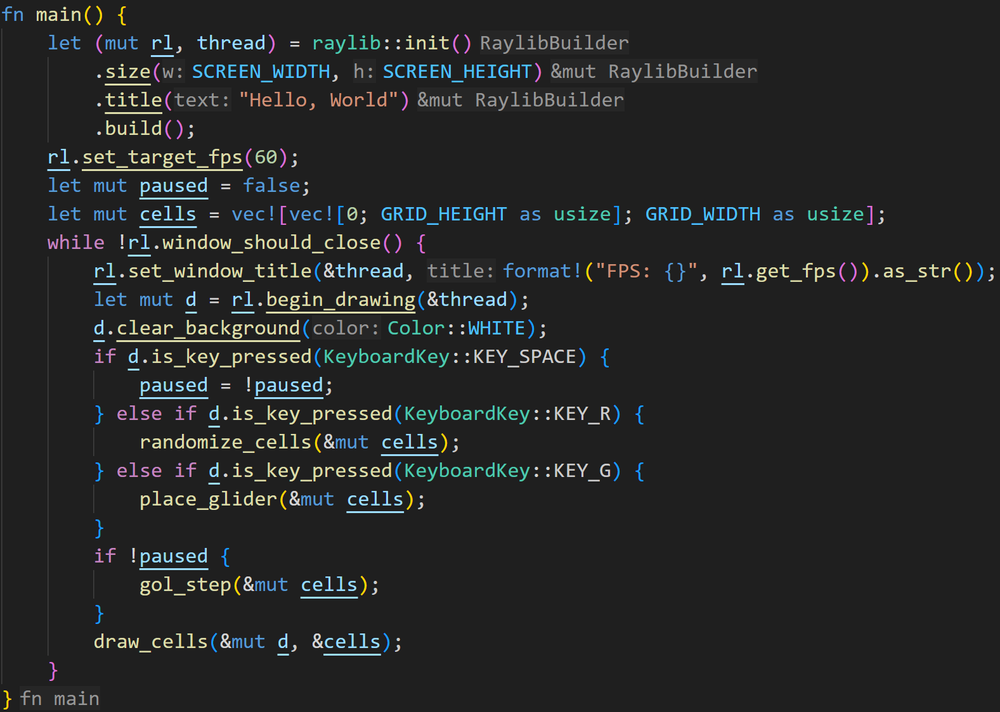 fn main() {
    let (mut rl, thread) = raylib::init() RaylibBuilder
        .size(w: SCREEN_WIDTH, h: SCREEN_HEIGHT) &mut RaylibBuilder
        .title(text: "Hello, World") &mut RaylibBuilder
        .build();
    rl.set_target_fps(60);
    let mut paused = false;
    let mut cells = vec![vec![0; GRID_HEIGHT as usize]; GRID_WIDTH as usize];
    while !rl.window_should_close() {
        rl.set_window_title(&thread, title: format!("FPS: {}", rl.get_fps()).as_str());
        let mut d = rl.begin_drawing(&thread);
        d.clear_background(color: Color::WHITE);
        if d.is_key_pressed(KeyboardKey::KEY_SPACE) {
            paused = !paused;
        } else if d.is_key_pressed(KeyboardKey::KEY_R) {
            randomize_cells(&mut cells);
        } else if d.is_key_pressed(KeyboardKey::KEY_G) {
            place_glider(&mut cells);
        }
        if !paused {
            gol_step(&mut cells);
        }
        draw_cells(&mut d, &cells);
    }
} fn main